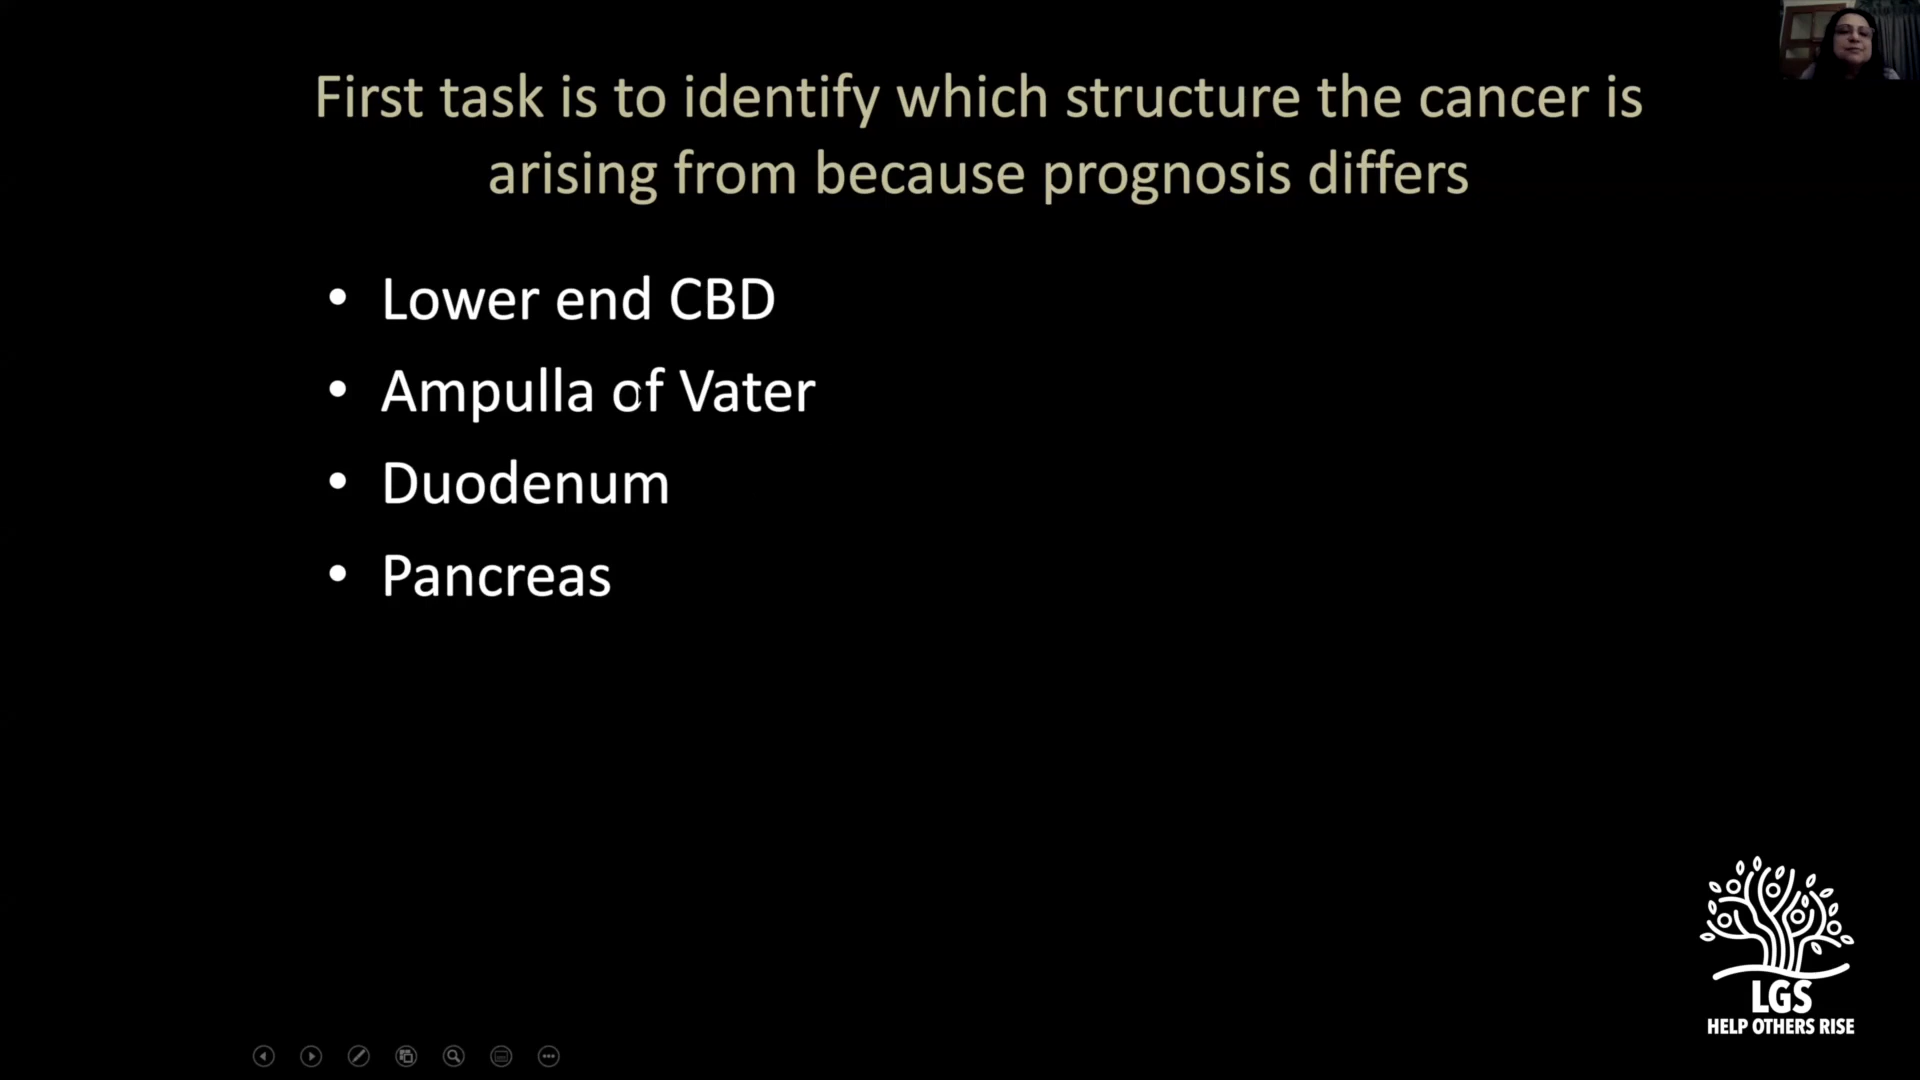 First task is to identify which structure the cancer is
arising from because prognosis differs
• Lower end CBD
• Ampulla of Vater
• Duodenum
• Pancreas
LGS
HELP OTHERS RISE